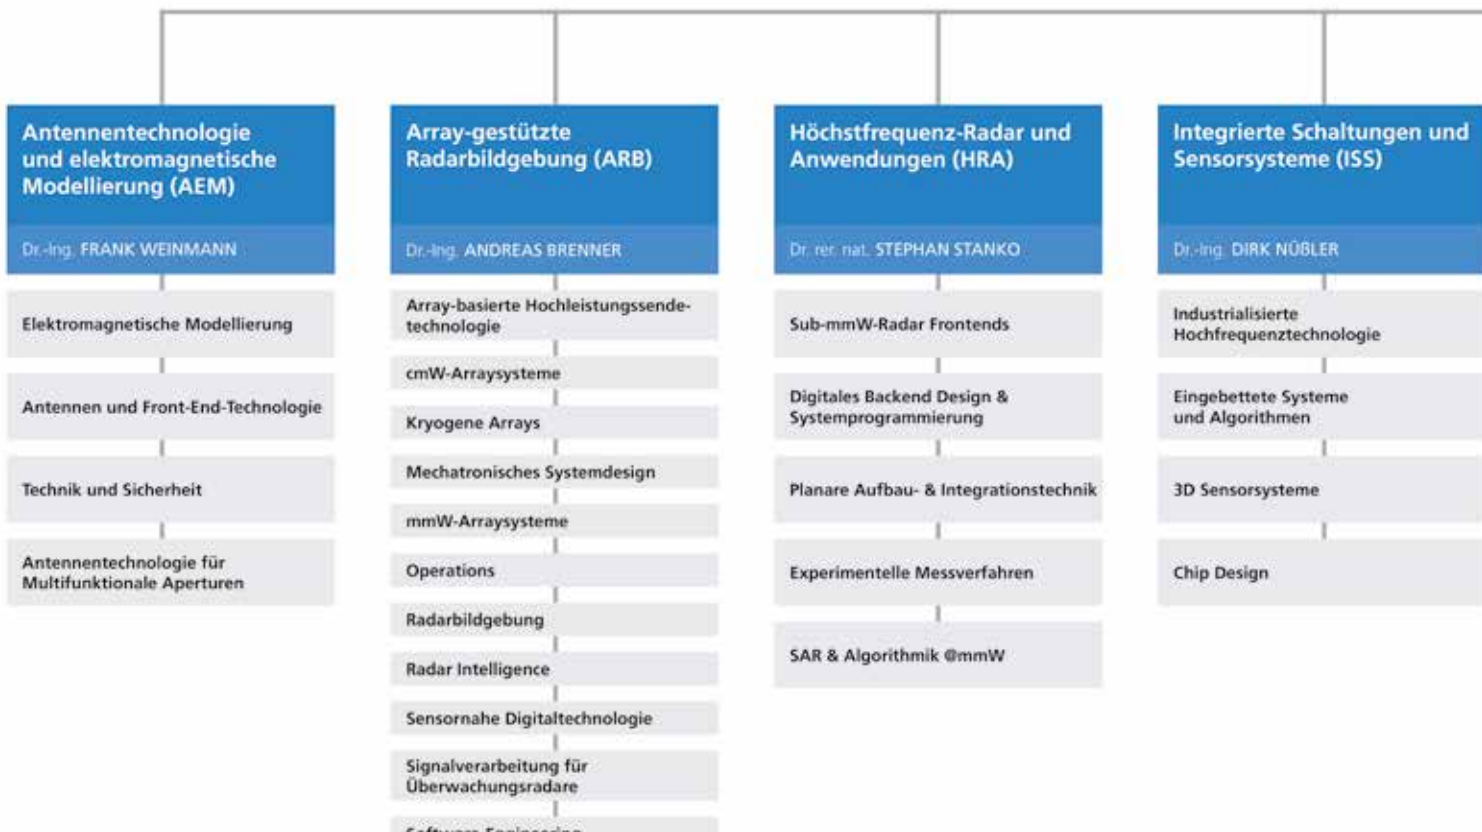 Antennentechnologie
und elektromagnetische
Modellierung (AEM)
Dr.-Ing. FRANK WEINMANN
Elektromagnetische Modellierung
Antennen und Front-End-Technologie
Technik und Sicherheit
Antennentechnologie für
Multifunktionale Aperturen
Array-gestützte
Radarbildgebung (ARB)
Dr.-Ing. ANDREAS BRENNER
Array-basierte Hochleistungssende-
technologie
cmW-Arraysysteme
Kryogene Arrays
Mechatronisches Systemdesign
mmW-Arraysysteme
Operations
Radarbildgebung
Radar Intelligence
Sensornahe Digitaltechnologie
Signalverarbeitung für
Überwachungsradare
Software Engineering
Höchstfrequenz-Radar und
Anwendungen (HRA)
Dr. rer. nat. STEPHAN STANKO
Sub-mmW-Radar Frontends
Digitales Backend Design &
Systemprogrammierung
Planare Aufbau- & Integrationstechnik
Experimentelle Messverfahren
SAR & Algorithmik @mmW
Integrierte Schaltungen und
Sensorsysteme (ISS)
Dr.-Ing. DIRK NÜßLER
Industrialisierte
Hochfrequenztechnologie
Eingebettete Systeme
und Algorithmen
3D Sensorsysteme
Chip Design